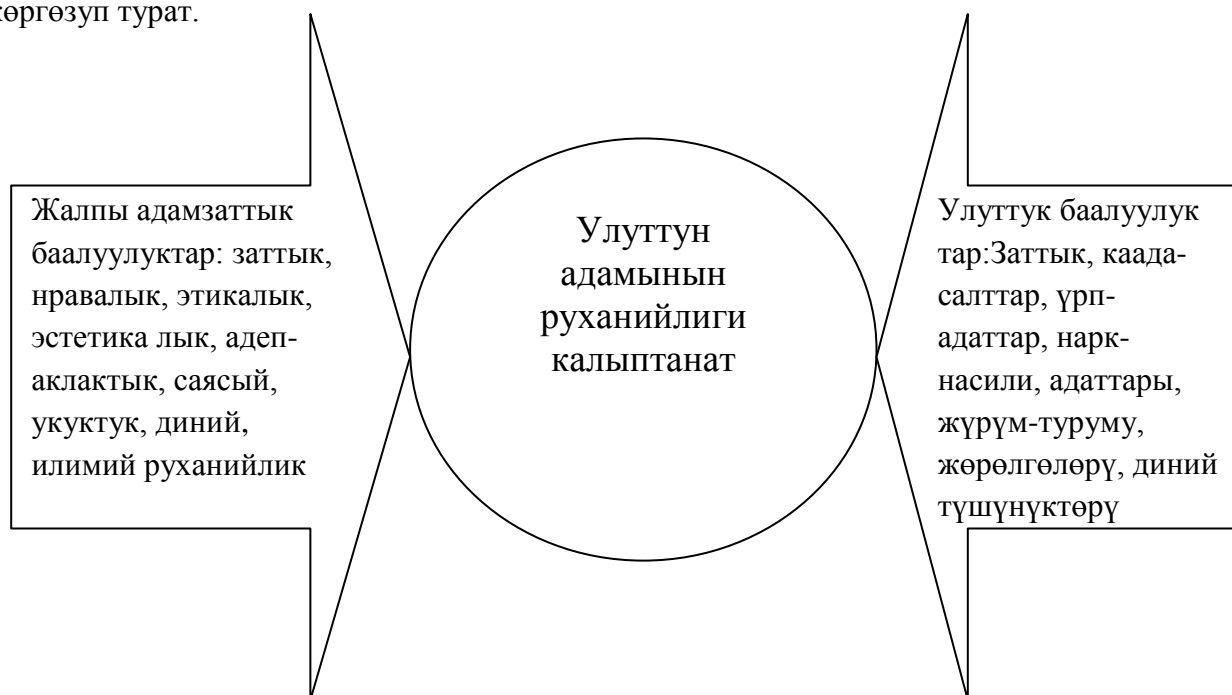 көргөзуп турат.
Жалпы адамзаттык
баалуулуктар: заттык,
нравалык, этикалык,
эстетика лык, адеп-
аклактык, саясый,
укуктук, диний,
илимий руханийлик
Улуттун
адамынын
руханийлиги
калыптанат
Улуттук баалуулук
тар:Заттык, каада-
салттар, үрп-
адаттар, нарк-
насили, адаттары,
жүрүм-туруму,
жөрөлгөлөрү, диний
түшүнүктөрү